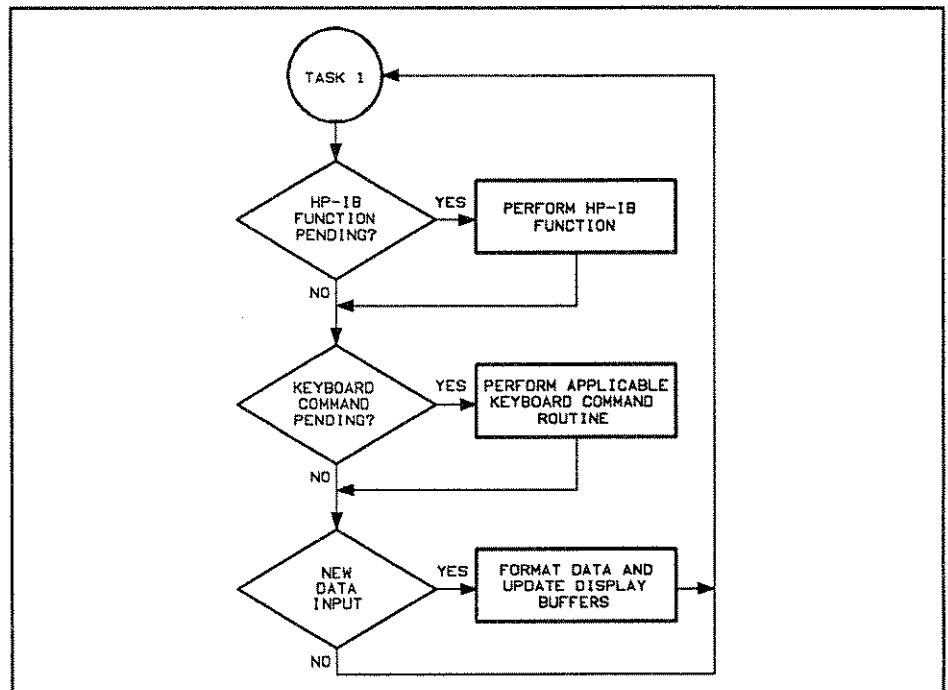 TASK 1
HP-IB
FUNCTION
PENDING?
YES
PERFORM HP-IB
FUNCTION
NO
KEYBOARD
COMMAND
PENDING?
YES
PERFORM APPLICABLE
KEYBOARD COMMAND
ROUTINE
NO
NEW
DATA
INPUT
YES
FORMAT DATA AND
UPDATE DISPLAY
BUFFERS
NO